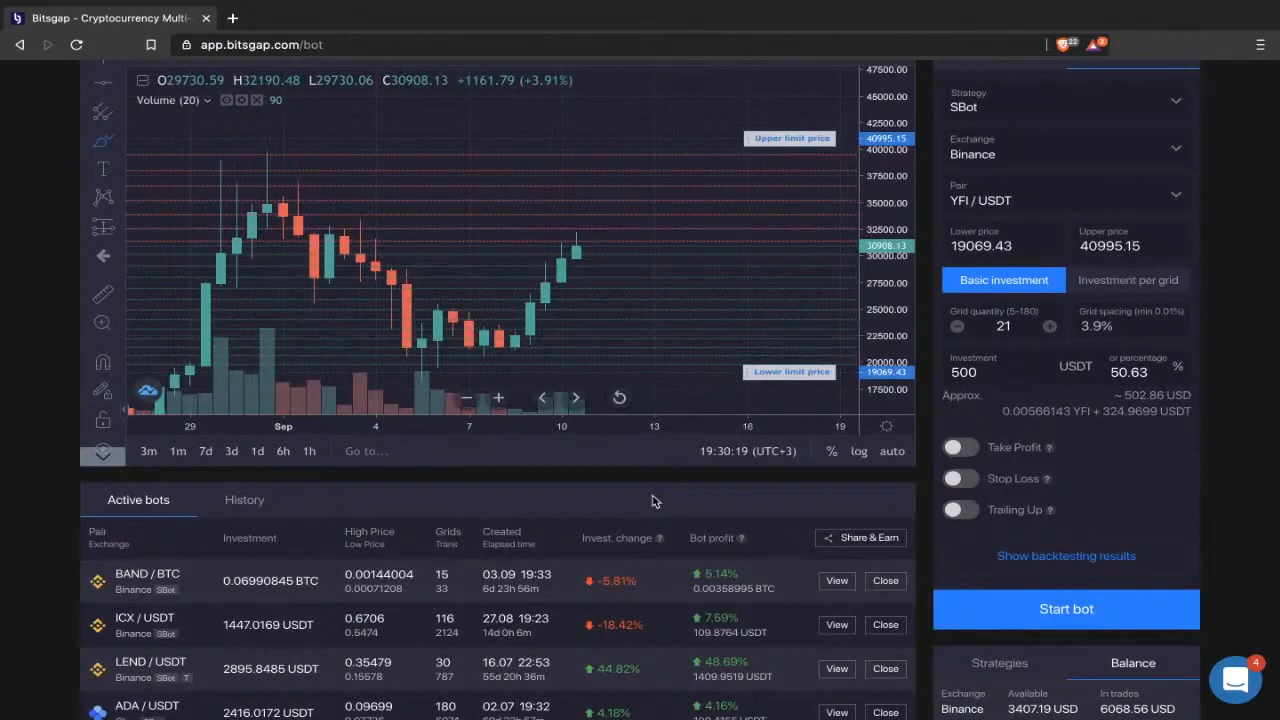 Bitsgap - Cryptocurrency Multi-
app.bitsgap.com/bot
22
3
O29730.59 H32190.48 L29730.06 C30908.13 +1161.79 (+3.91%)
Volume (20) 90
47500.00
45000.00
42500.00
Upper limit price 40995.15
40000.00
37500.00
35000.00
32500.00
30908.13
30000.00
27500.00
25000.00
22500.00
20000.00
Lower limit price 19069.43
17500.00
29 Sep 4 7 10 13 16 19
3m 1m 7d 3d 1d 6h 1h Go to... 19:30:19 (UTC+3) % log auto
Strategy
SBot
Exchange
Binance
Pair
YFI / USDT
Lower price Upper price
19069.43 40995.15
Basic investment Investment per grid
Grid quantity (5-180) Grid spacing (min 0.01%)
21 3.9%
Investment or percentage
500 USDT 50.63 %
Approx. ~ 502.86 USD
0.00566143 YFI + 324.9699 USDT
Take Profit ?
Stop Loss ?
Trailing Up ?
Show backtesting results
Start bot
Strategies Balance
Exchange Available In trades
Binance 3407.19 USD 6068.56 USD
4
Active bots History
Pair Investment High Price Grids Created Invest. change ? Bot profit ? Share & Earn
Exchange Low Price Trans Elapsed time
BAND / BTC 0.06990845 BTC 0.00144004 15 03.09 19:33 -5.81% 5.14% View Close
Binance SBot 0.00071208 33 6d 23h 56m 0.00358995 BTC
ICX / USDT 1447.0169 USDT 0.6706 116 27.08 19:23 -18.42% 7.59% View Close
Binance SBot 0.5474 2124 14d 0h 6m 109.8764 USDT
LEND / USDT 2895.8485 USDT 0.35479 30 16.07 22:53 44.82% 48.69% View Close
Binance SBot T 0.15578 787 55d 20h 36m 1409.9519 USDT
ADA / USDT 2416.0172 USDT 0.09699 180 02.07 19:32 4.18% 4.16% View Close